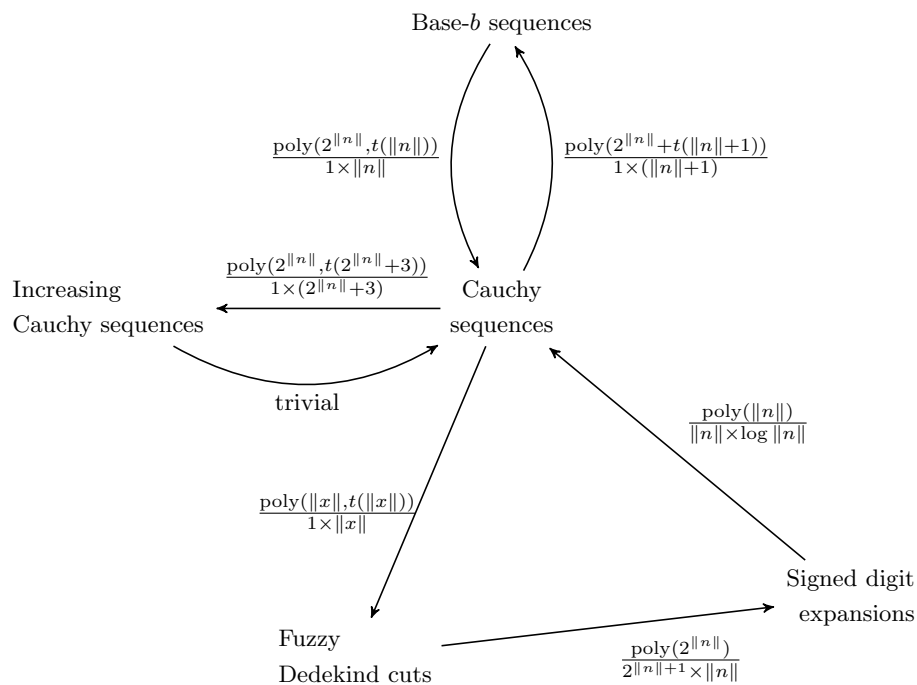 Base-b sequences
poly(2^{‖n‖},t(‖n‖))
1×‖n‖
poly(2^{‖n‖}+t(‖n‖+1))
1×(‖n‖+1)
poly(2^{‖n‖},t(2^{‖n‖}+3))
1×(2^{‖n‖}+3)
Increasing
Cauchy sequences
Cauchy
sequences
trivial
poly(‖n‖)
‖n‖×log ‖n‖
poly(‖x‖,t(‖x‖))
1×‖x‖
Signed digit
expansions
Fuzzy
Dedekind cuts
poly(2^{‖n‖})
2^{‖n‖+1}×‖n‖